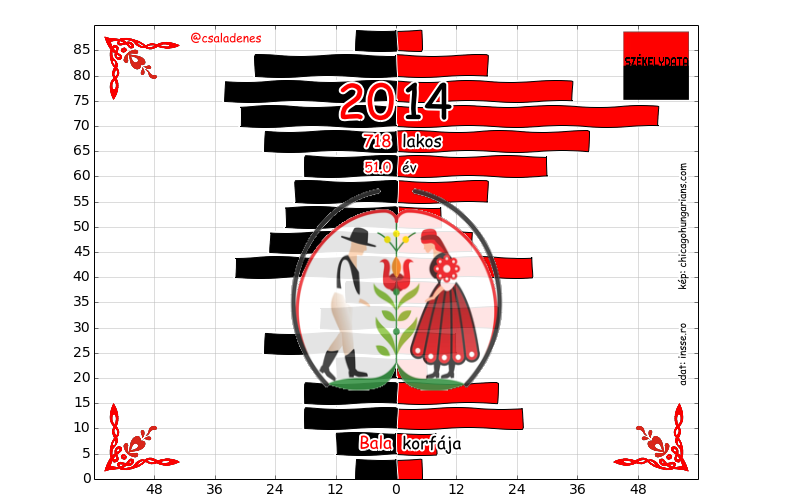 @csaladenes
SZÉKELYDATA
2014
718 lakos
51.0 év
Bala korfája
kép: chicagohungarians.com
adat: insse.ro
85
80
75
70
65
60
55
50
45
40
35
30
25
20
15
10
5
0
48 36 24 12 0 12 24 36 48